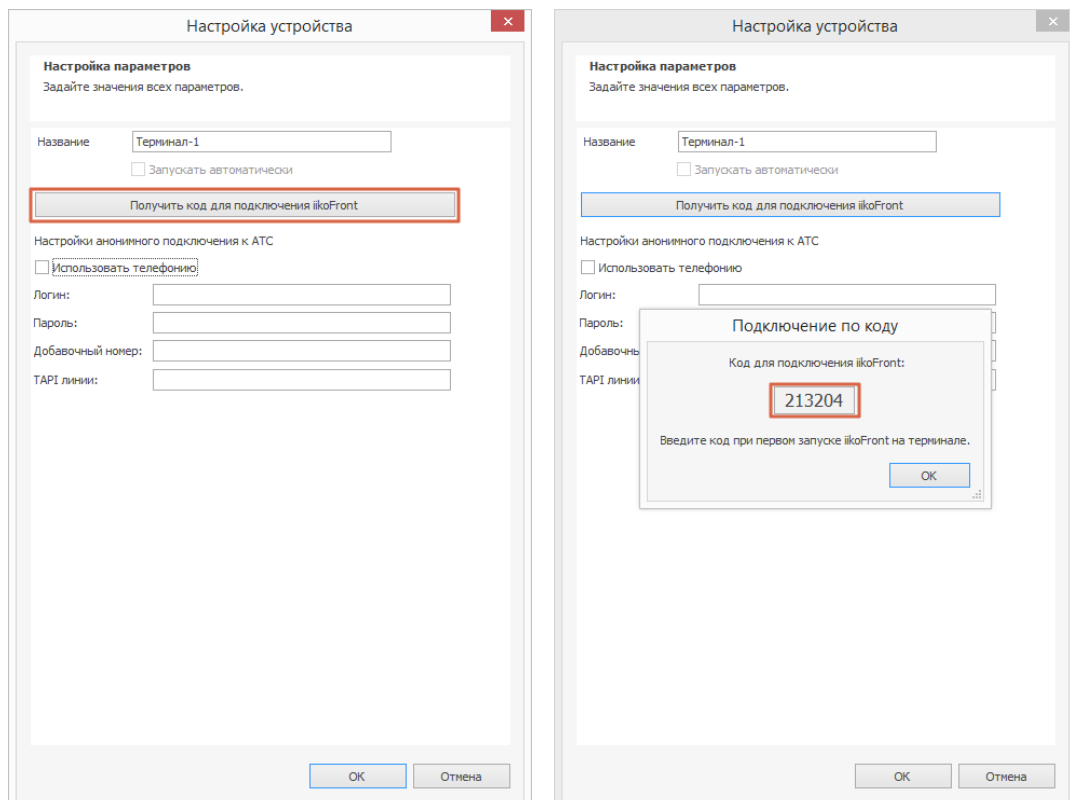 Настройка устройства
Настройка параметров
Задайте значения всех параметров.
Название
Терминал-1
Запускать автоматически
Получить код для подключения iikoFront
Настройки анонимного подключения к АТС
Использовать телефонию
Логин:
Пароль:
Добавочный номер:
TAPI линии:
OK
Отмена
Настройка устройства
Настройка параметров
Задайте значения всех параметров.
Название
Терминал-1
Запускать автоматически
Получить код для подключения iikoFront
Настройки анонимного подключения к АТС
Использовать телефонию
Логин:
Пароль:
Добавочнь
TAPI линии
Подключение по коду
Код для подключения iikoFront:
213204
Введите код при первом запуске iikoFront на терминале.
OK
OK
Отмена